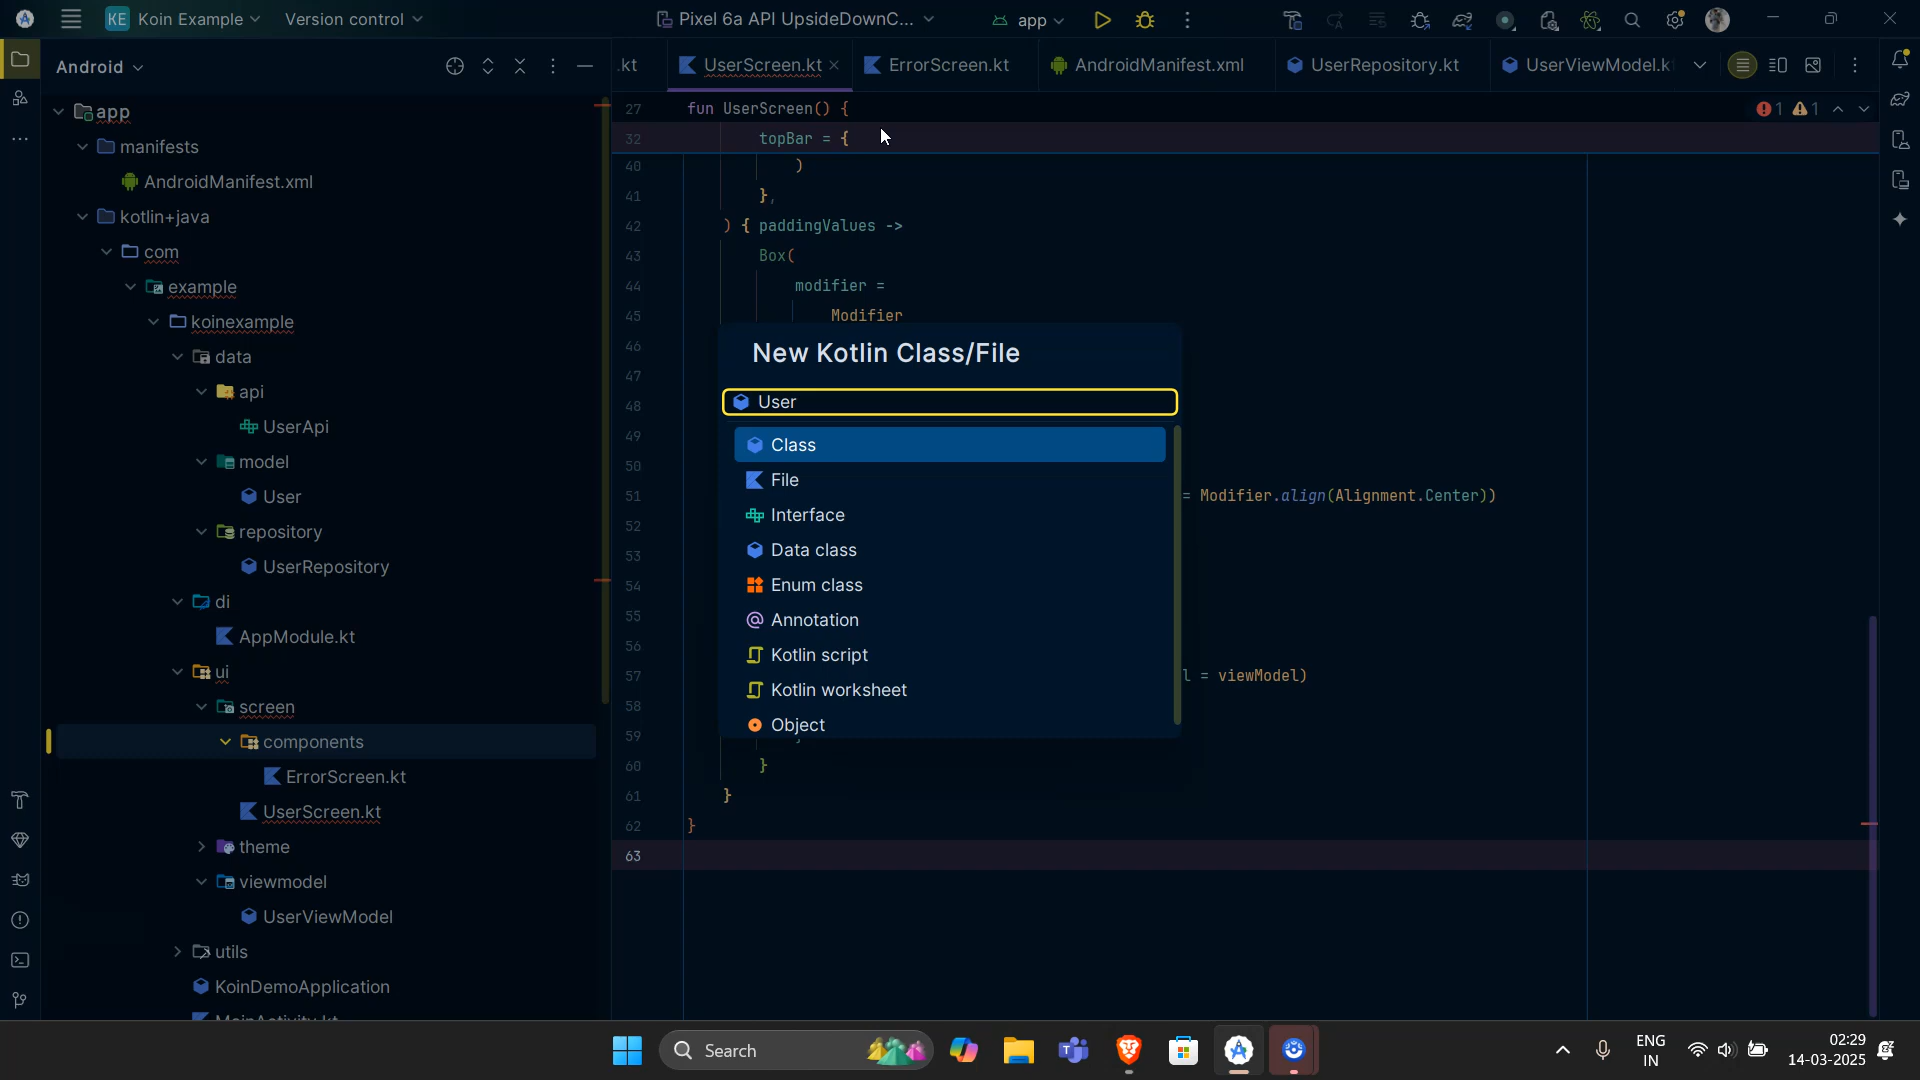 KE Koin Example
Version control
Pixel 6a API UpsideDownC...
app
Android
.kt
UserScreen.kt
ErrorScreen.kt
AndroidManifest.xml
UserRepository.kt
UserViewModel.k
app
manifests
AndroidManifest.xml
kotlin+java
com
example
koinexample
data
api
UserApi
model
User
repository
UserRepository
di
AppModule.kt
ui
screen
components
ErrorScreen.kt
UserScreen.kt
theme
viewmodel
UserViewModel
utils
KoinDemoApplication
MainActivity.kt
27 fun UserScreen() {
1 1
32 topBar = {
40 )
41 },
42 ) { paddingValues ->
43 Box(
44 modifier =
45 Modifier
46
47
48
49
50
51 = Modifier.align(Alignment.Center))
52
53
54
55
56
57 l = viewModel)
58
59
60 }
61 }
62 }
63
New Kotlin Class/File
User
Class
File
Interface
Data class
Enum class
Annotation
Kotlin script
Kotlin worksheet
Object
Search
ENG
IN
02:29
14-03-2025